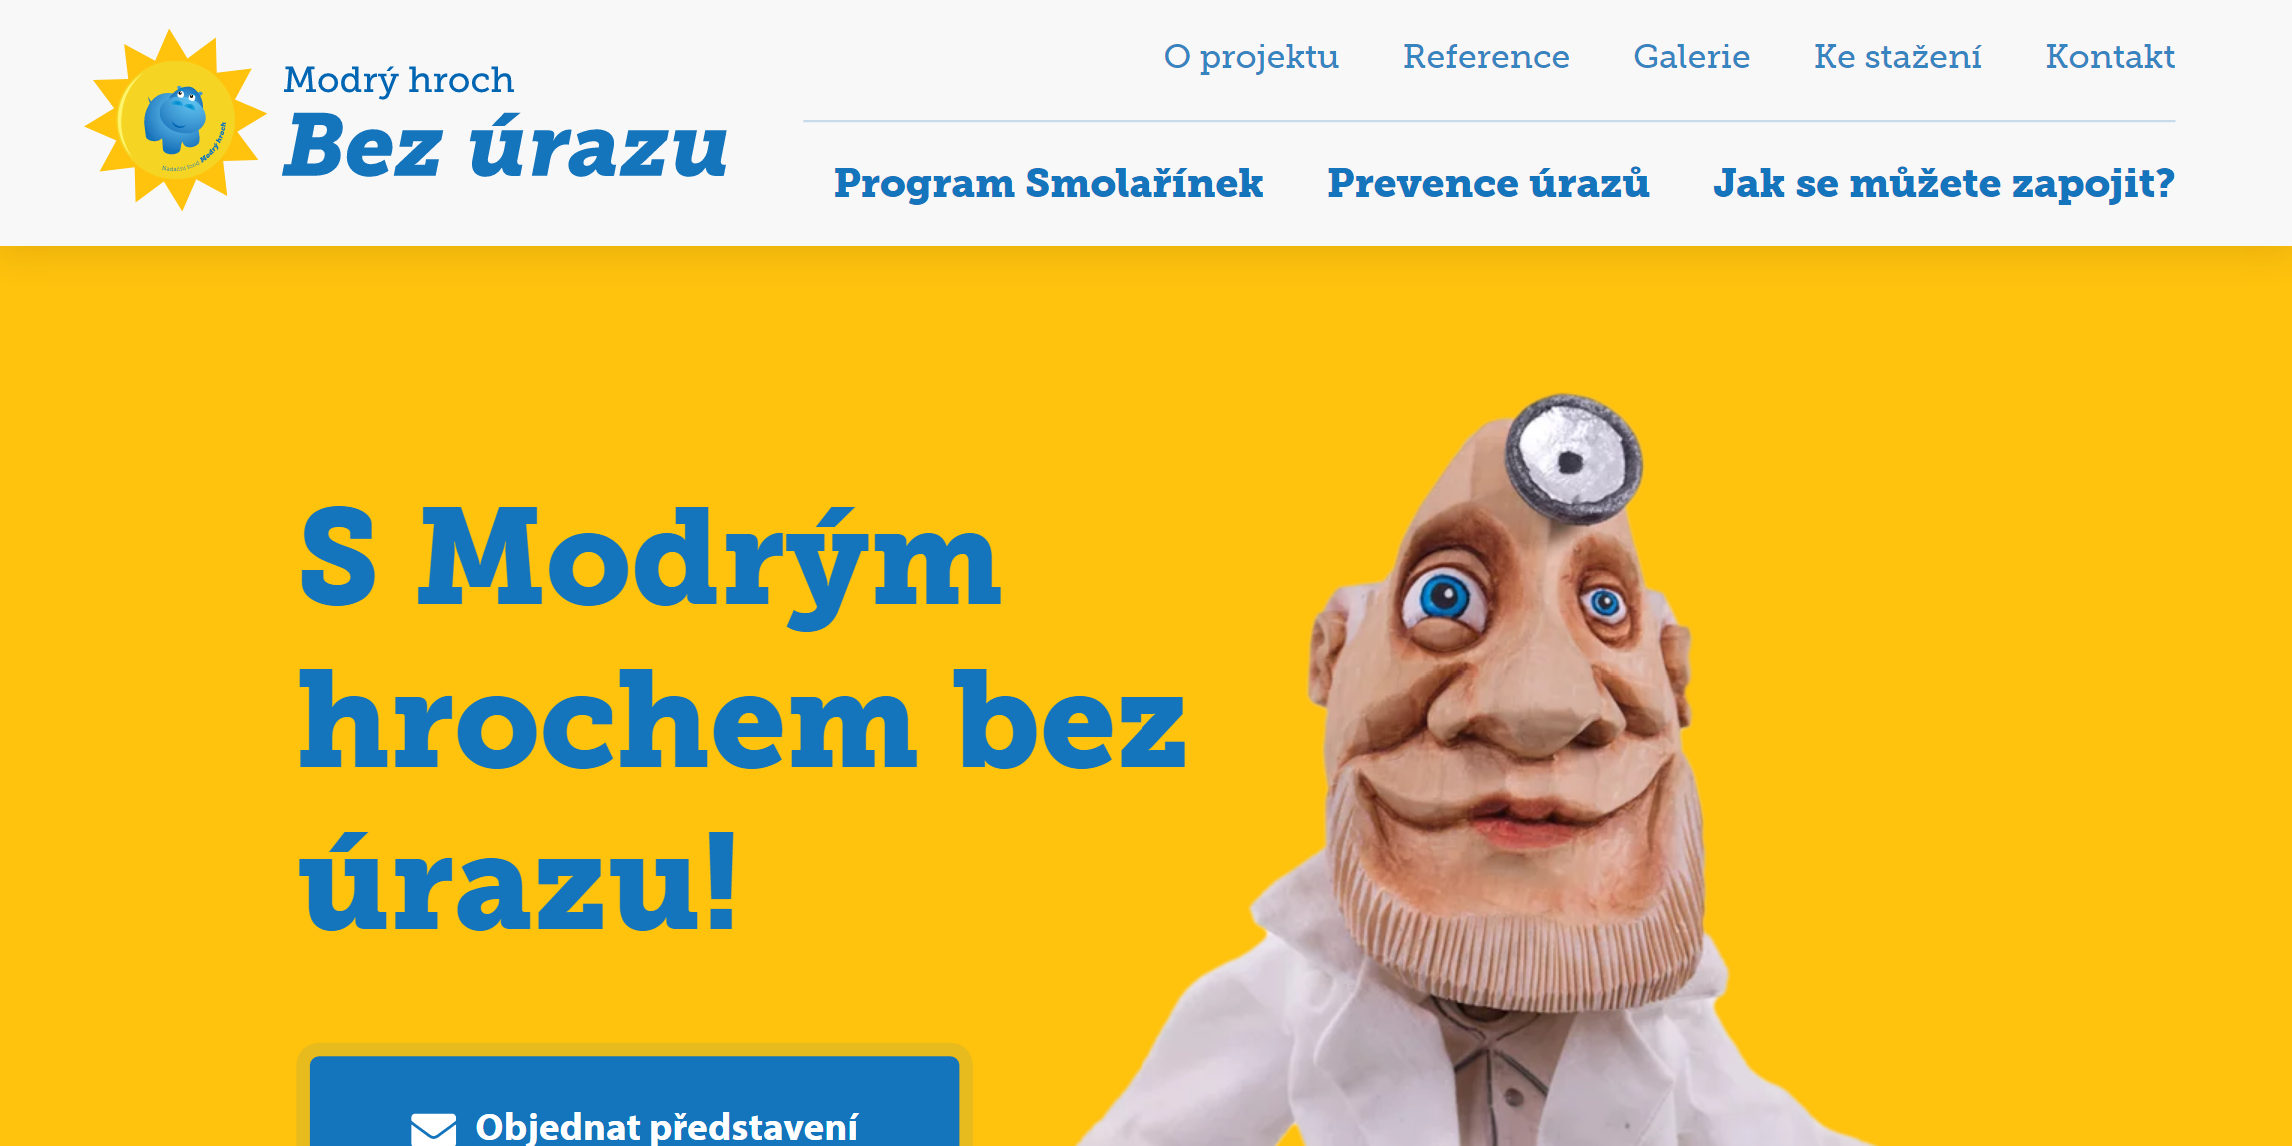 Nadační fond Modrý hroch
Modrý hroch
Bez úrazu
O projektu Reference Galerie Ke stažení Kontakt
Program Smolařínek Prevence úrazů Jak se můžete zapojit?
S Modrým
hrochem bez
úrazu!
Objednat představení